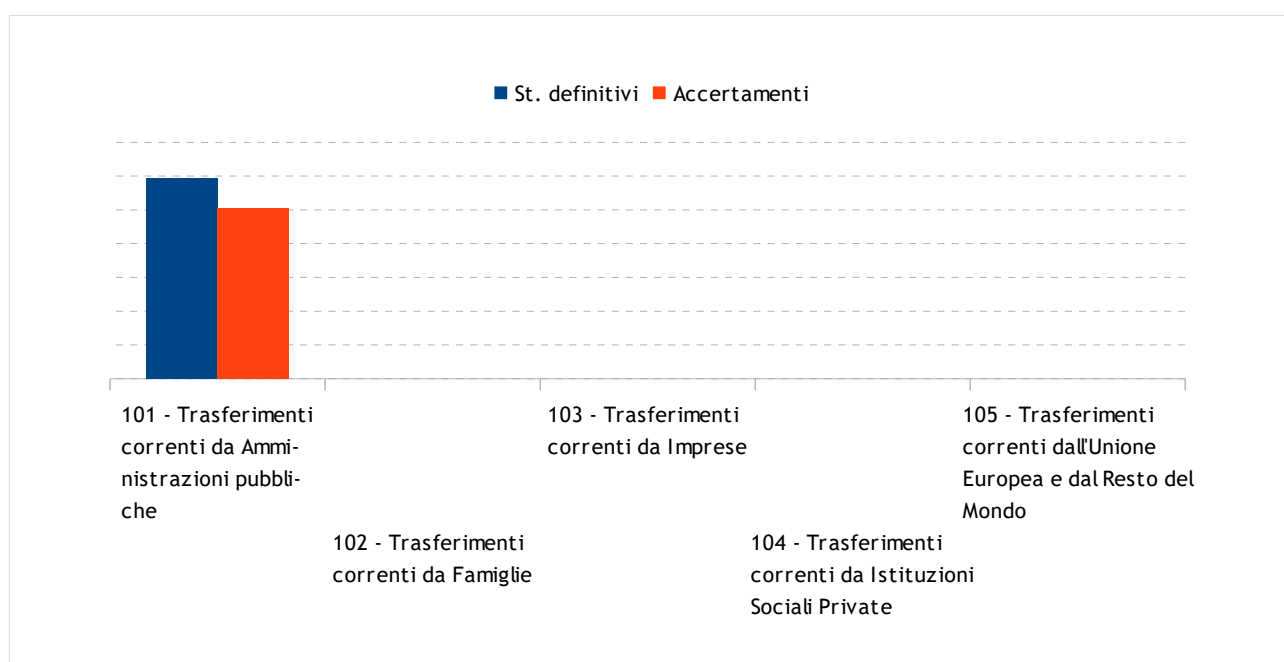 St. definitivi Accertamenti
101 - Trasferimenti
correnti da Ammi-
nistrazioni pubbli-
che
102 - Trasferimenti
correnti da Famiglie
103 - Trasferimenti
correnti da Imprese
104 - Trasferimenti
correnti da Istituzioni
Sociali Private
105 - Trasferimenti
correnti dall'Unione
Europea e dal Resto del
Mondo